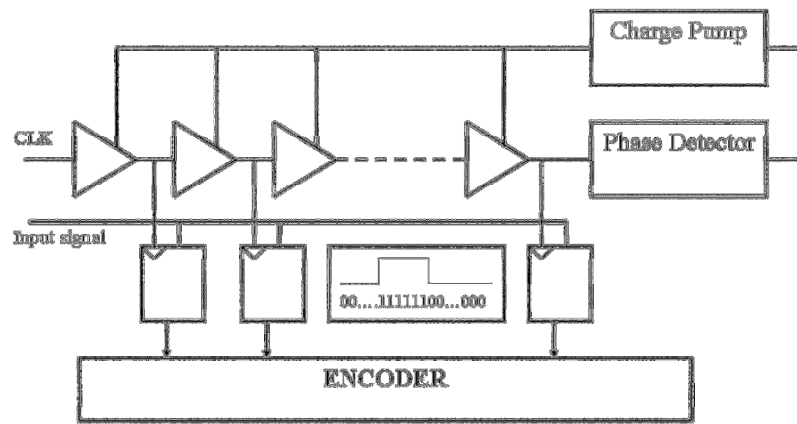 Charge Pump
CLK
Phase Detector
Input signal
00....11111100...000
ENCODER